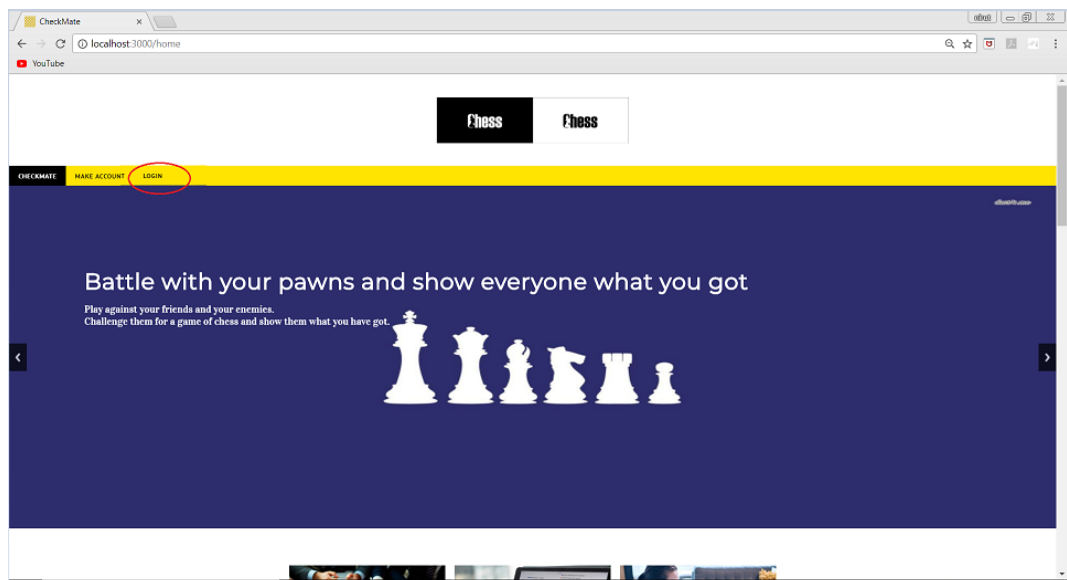 CheckMate
localhost:3000/home
YouTube
Chess Chess
CHECKMATE MAKE ACCOUNT LOGIN
Battle with your pawns and show everyone what you got
Play against your friends and your enemies.
Challenge them for a game of chess and show them what you have got.